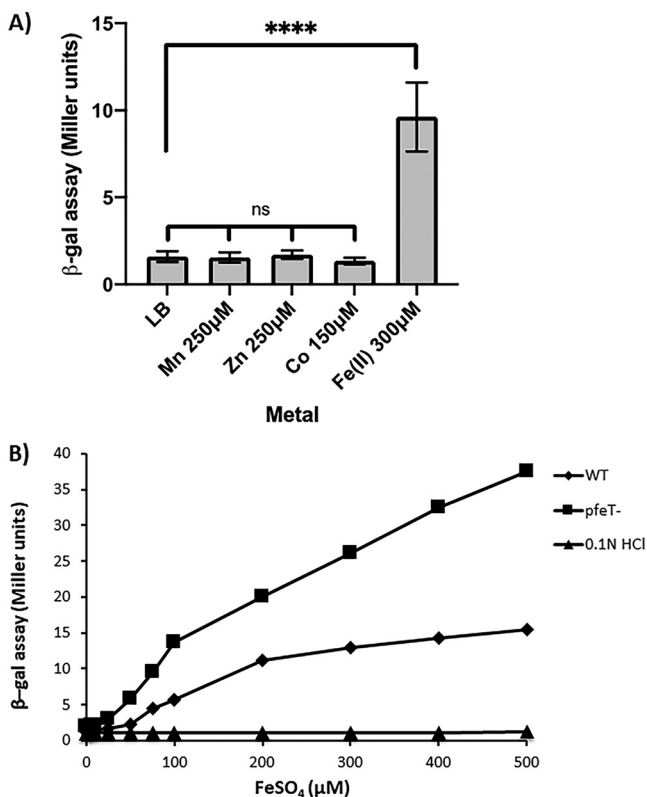 A)
β-gal assay (Miller units)
15
10
5
0
****
ns
LB
Mn 250μM
Zn 250μM
Co 150μM
Fe(II) 300μM
Metal
B)
β–gal assay (Miller units)
40
35
30
25
20
15
10
5
0
0 100 200 300 400 500
FeSO4 (μM)
WT
pfeT-
0.1N HCl